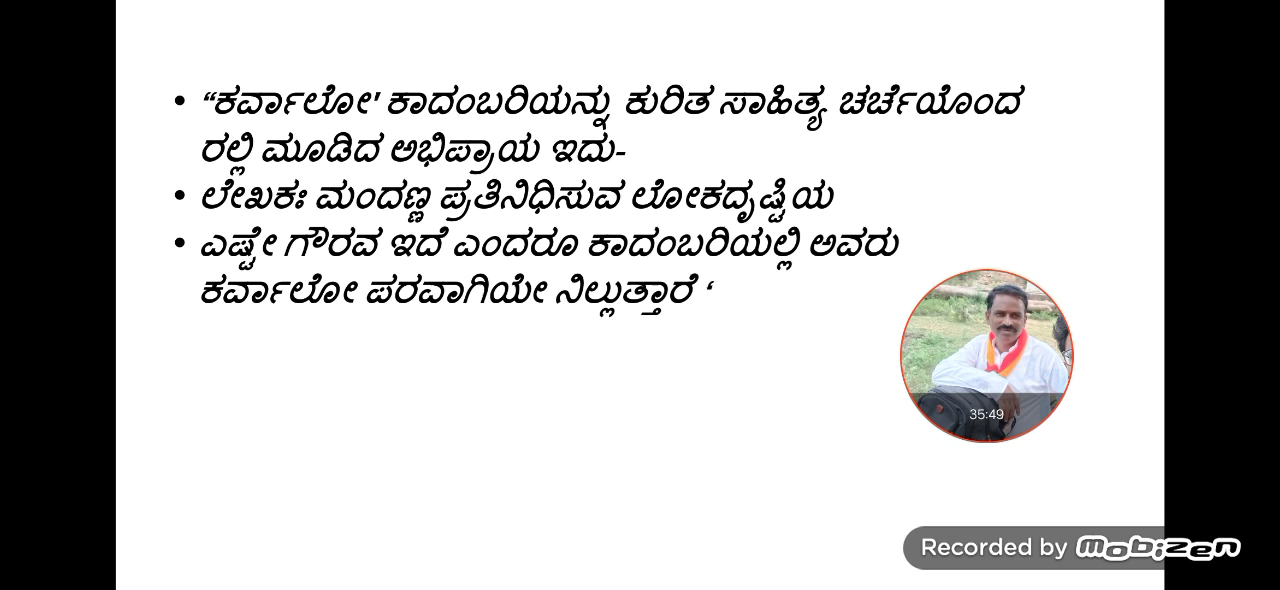 • “ಕರ್ವಾಲೋ' ಕಾದಂಬರಿಯನ್ನು ಕುರಿತ ಸಾಹಿತ್ಯ ಚರ್ಚೆಯೊಂದ
ರಲ್ಲಿ ಮೂಡಿದ ಅಭಿಪ್ರಾಯ ಇದು-
• ಲೇಖಕಃ ಮಂದಣ್ಣ ಪ್ರತಿನಿಧಿಸುವ ಲೋಕದೃಷ್ಟಿಯ
• ಎಷ್ಟೇ ಗೌರವ ಇದೆ ಎಂದರೂ ಕಾದಂಬರಿಯಲ್ಲಿ ಅವರು
ಕರ್ವಾಲೋ ಪರವಾಗಿಯೇ ನಿಲ್ಲುತ್ತಾರೆ ‘
35:49
Recorded by mobizen